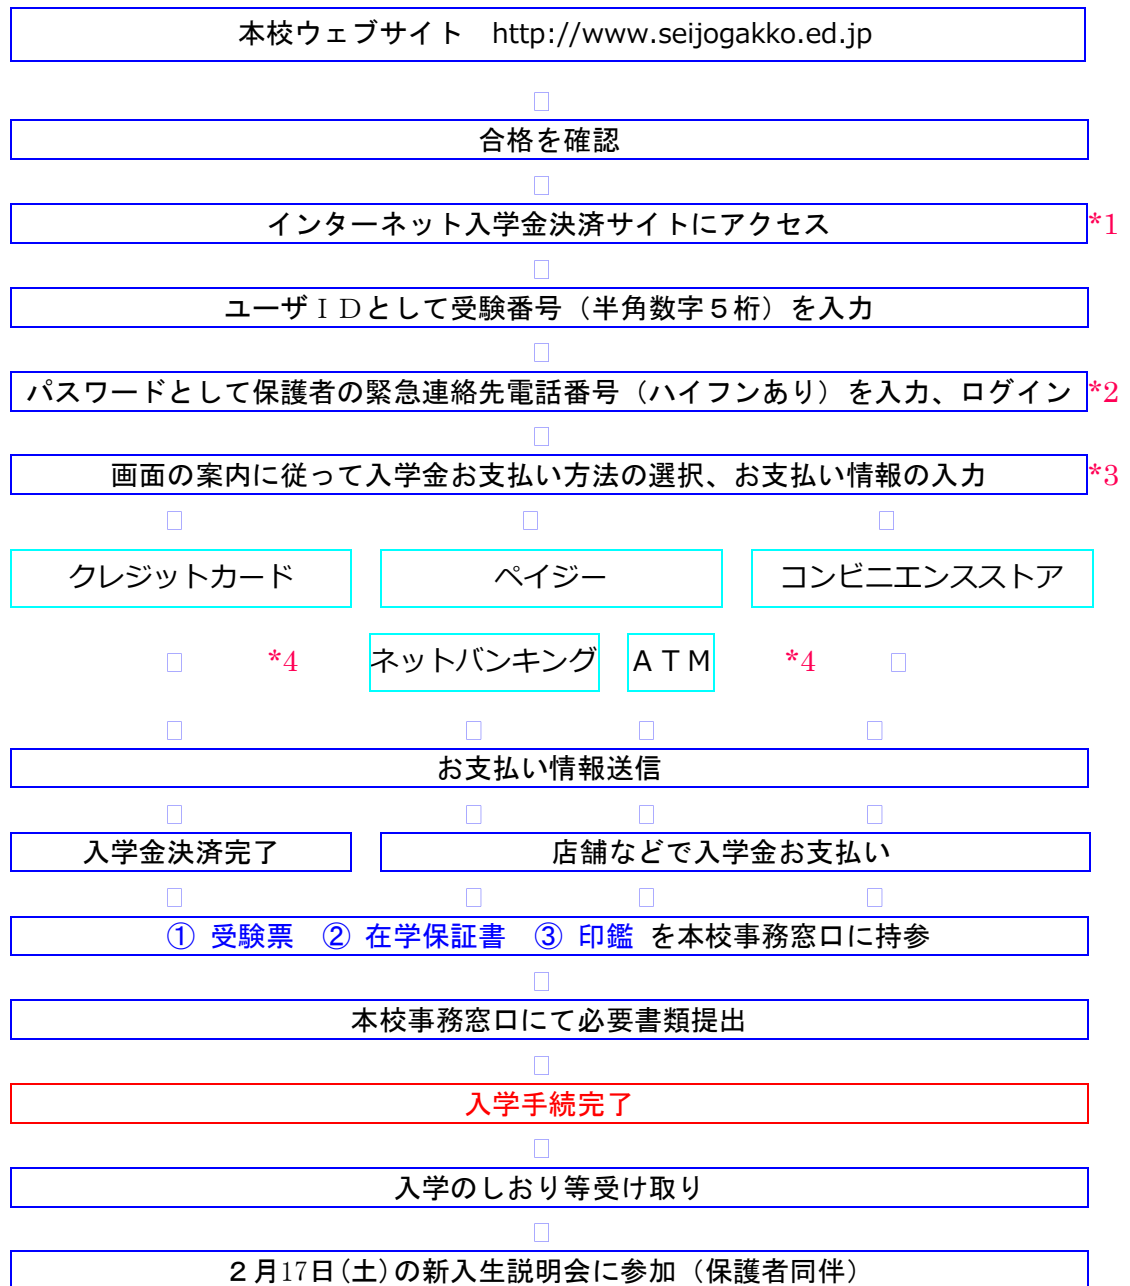 本校ウェブサイト　http://www.seijogakko.ed.jp
合格を確認
インターネット入学金決済サイトにアクセス *1
ユーザＩＤとして受験番号（半角数字５桁）を入力
パスワードとして保護者の緊急連絡先電話番号（ハイフンあり）を入力、ログイン *2
画面の案内に従って入学金お支払い方法の選択、お支払い情報の入力 *3
クレジットカード　ペイジー　コンビニエンスストア
*4　ネットバンキング　ＡＴＭ　*4
お支払い情報送信
入学金決済完了　店舗などで入学金お支払い
① 受験票　② 在学保証書　③ 印鑑 を本校事務窓口に持参
本校事務窓口にて必要書類提出
入学手続完了
入学のしおり等受け取り
２月17日(土)の新入生説明会に参加（保護者同伴）